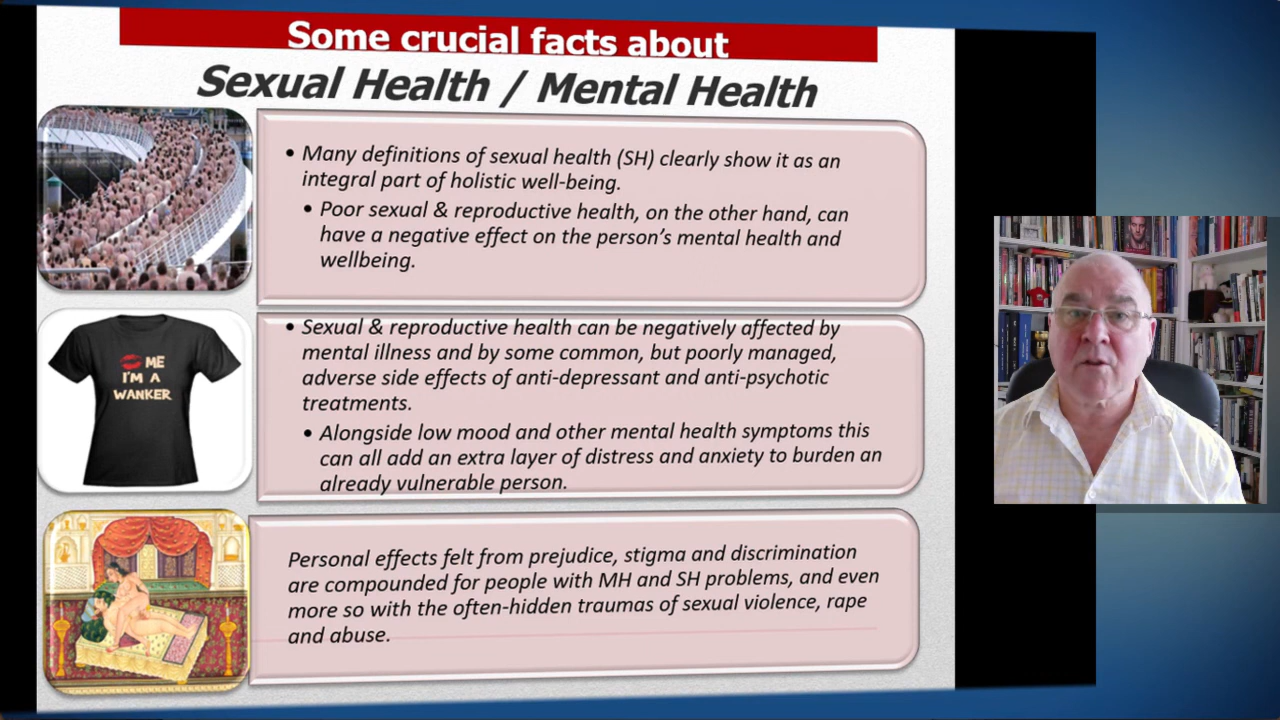 Some crucial facts about
Sexual Health / Mental Health
• Many definitions of sexual health (SH) clearly show it as an
integral part of holistic well-being.
• Poor sexual & reproductive health, on the other hand, can
have a negative effect on the person's mental health and
wellbeing.
• Sexual & reproductive health can be negatively affected by
mental illness and by some common, but poorly managed,
adverse side effects of anti-depressant and anti-psychotic
treatments.
• Alongside low mood and other mental health symptoms this
can all add an extra layer of distress and anxiety to burden an
already vulnerable person.
ME
I'M A
WANKER
Personal effects felt from prejudice, stigma and discrimination
are compounded for people with MH and SH problems, and even
more so with the often-hidden traumas of sexual violence, rape
and abuse.